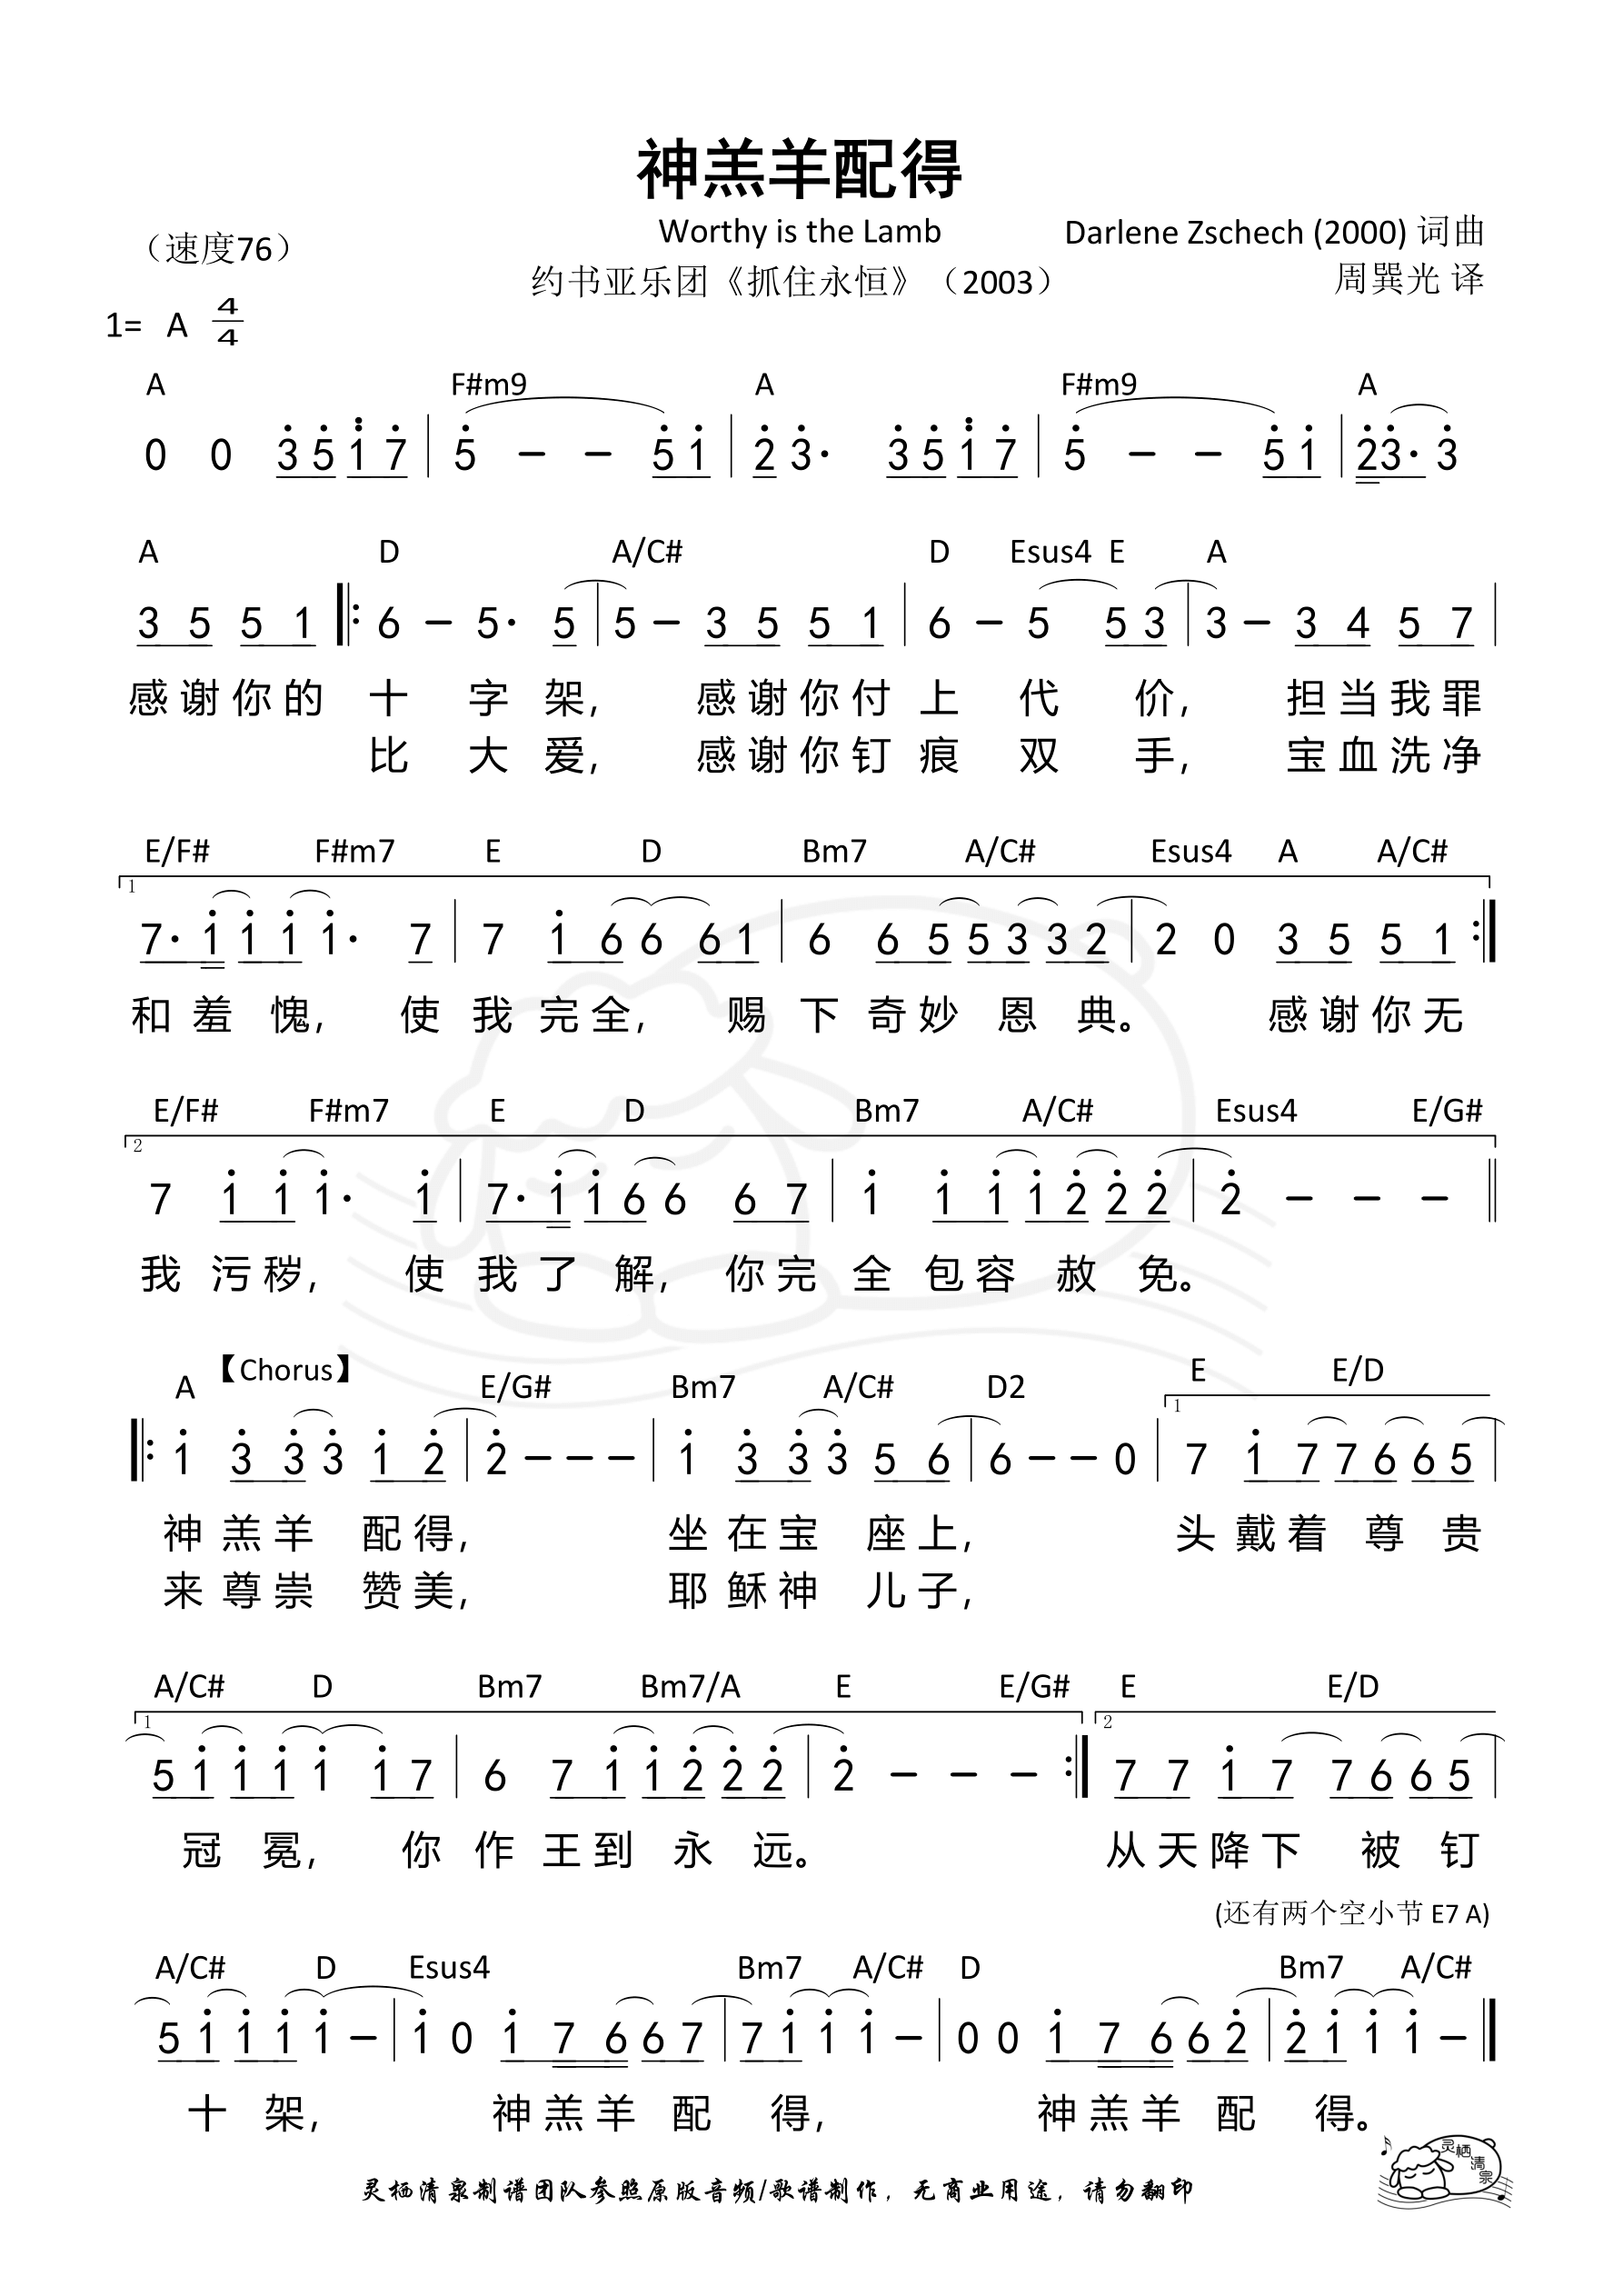 神羔羊配得
Worthy is the Lamb
Darlene Zschech (2000) 词曲
（速度76）
约书亚乐团《抓住永恒》（2003）
周巽光 译
1= A 4/4
A F#m9 A F#m9 A
0 0 3 5 1 7 | 5 – – 5 1 | 2 3· 3 5 1 7 | 5 – – 5 1 | 2 3· 3
A D A/C# D Esus4 E A
3 5 5 1 |: 6 – 5· 5 | 5 – 3 5 5 1 | 6 – 5 5 3 | 3 – 3 4 5 7 |
感谢你的 十 字 架, 感谢你付 上 代 价, 担当我罪
比 大 爱, 感谢你钉 痕 双 手, 宝血洗净
E/F# F#m7 E D Bm7 A/C# Esus4 A A/C#
1
7· 1 1 1 1· 7 | 7 1 6 6 6 1 | 6 6 5 5 3 3 2 | 2 0 3 5 5 1 :|
和 羞 愧, 使 我 完 全, 赐 下 奇 妙 恩 典。 感谢你无
E/F# F#m7 E D Bm7 A/C# Esus4 E/G#
2
7 1 1 1· 1 | 7· 1 1 6 6 6 7 | 1 1 1 1 2 2 2 | 2 – – – ||
我 污 秽, 使 我 了 解, 你 完 全 包 容 赦 免。
A 【Chorus】 E/G# Bm7 A/C# D2 E E/D
1
|: 1 3 3 3 1 2 | 2 – – – | 1 3 3 3 5 6 | 6 – – 0 | 7 1 7 7 6 6 5 |
神 羔 羊 配 得, 坐 在 宝 座 上, 头 戴 着 尊 贵
来 尊 崇 赞 美, 耶 稣 神 儿 子,
A/C# D Bm7 Bm7/A E E/G# E E/D
1 2
5 1 1 1 1 1 7 | 6 7 1 1 2 2 2 | 2 – – – :| 7 7 1 7 7 6 6 5 |
冠 冕, 你 作 王 到 永 远。 从 天 降 下 被 钉
(还有两个空小节 E7 A)
A/C# D Esus4 Bm7 A/C# D Bm7 A/C#
5 1 1 1 1 – | 1 0 1 7 6 6 7 | 7 1 1 1 – | 0 0 1 7 6 6 2 | 2 1 1 1 – ||
十 架, 神 羔 羊 配 得, 神 羔 羊 配 得。
灵栖清泉
灵栖清泉制谱团队参照原版音频/歌谱制作，无商业用途，请勿翻印